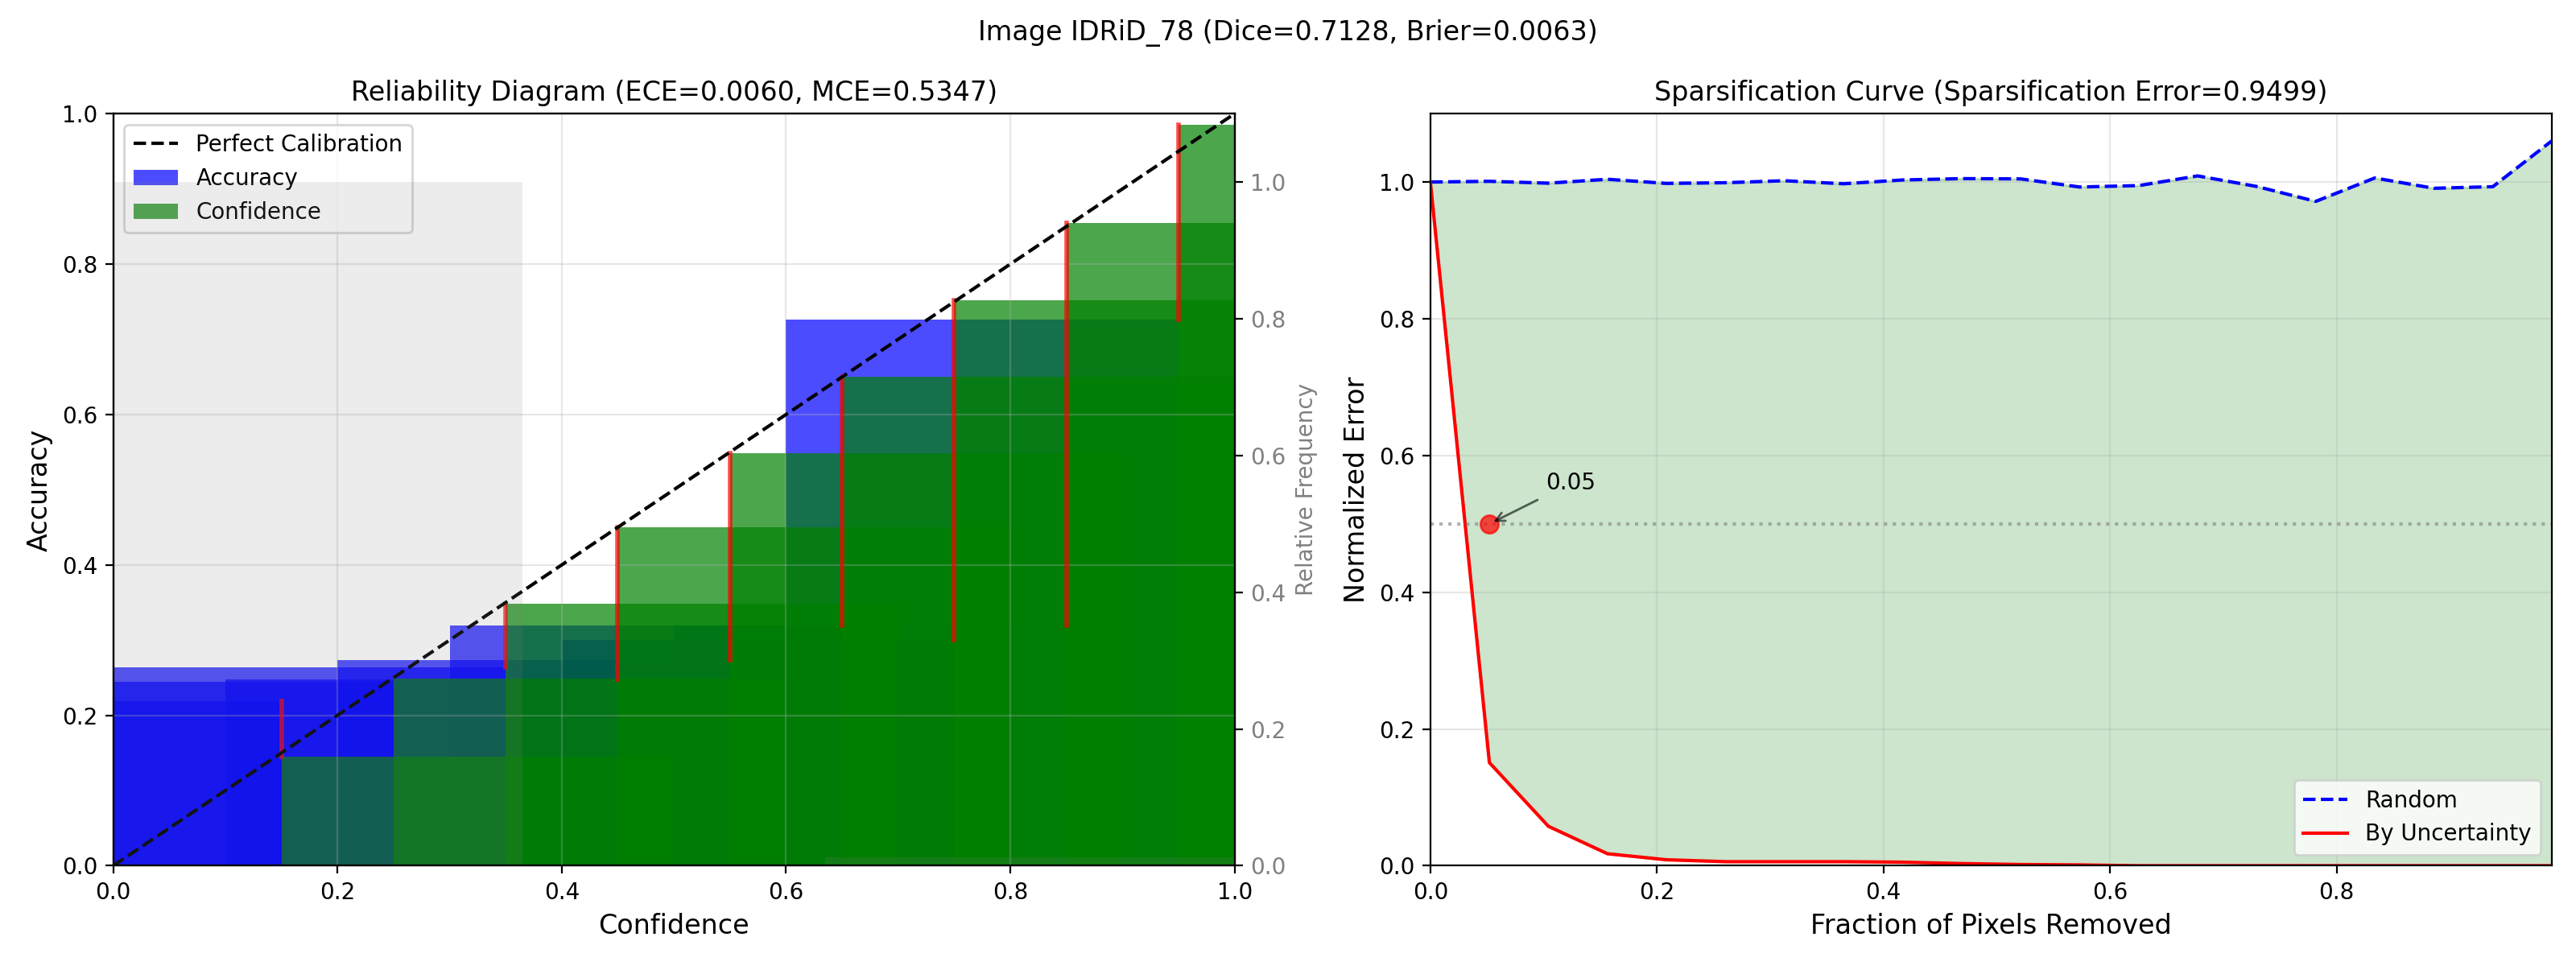 Image IDRiD_78 (Dice=0.7128, Brier=0.0063)
Reliability Diagram (ECE=0.0060, MCE=0.5347)
1.0
0.8
0.6
0.4
0.2
0.0
Accuracy
Perfect Calibration
Accuracy
Confidence
0.0
0.2
0.4
0.6
0.8
1.0
Confidence
1.0
0.8
0.6
0.4
0.2
0.0
Relative Frequency
Sparsification Curve (Sparsification Error=0.9499)
1.0
0.8
0.6
0.4
0.2
0.0
Normalized Error
0.05
Random
By Uncertainty
0.0
0.2
0.4
0.6
0.8
Fraction of Pixels Removed